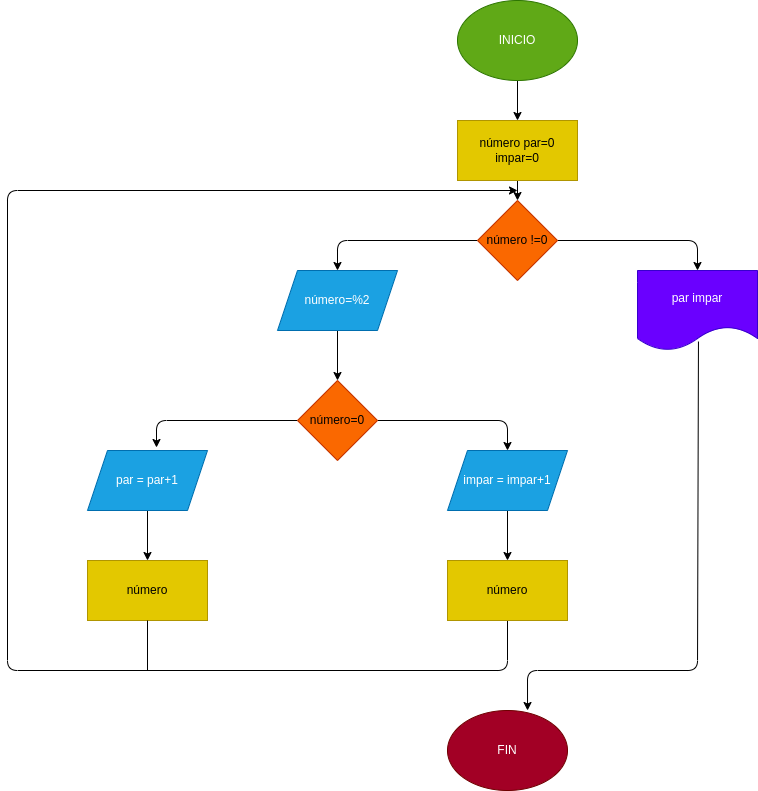 INICIO
número par=0
impar=0
número !=0
número=%2
par impar
número=0
par = par+1
impar = impar+1
número
número
FIN